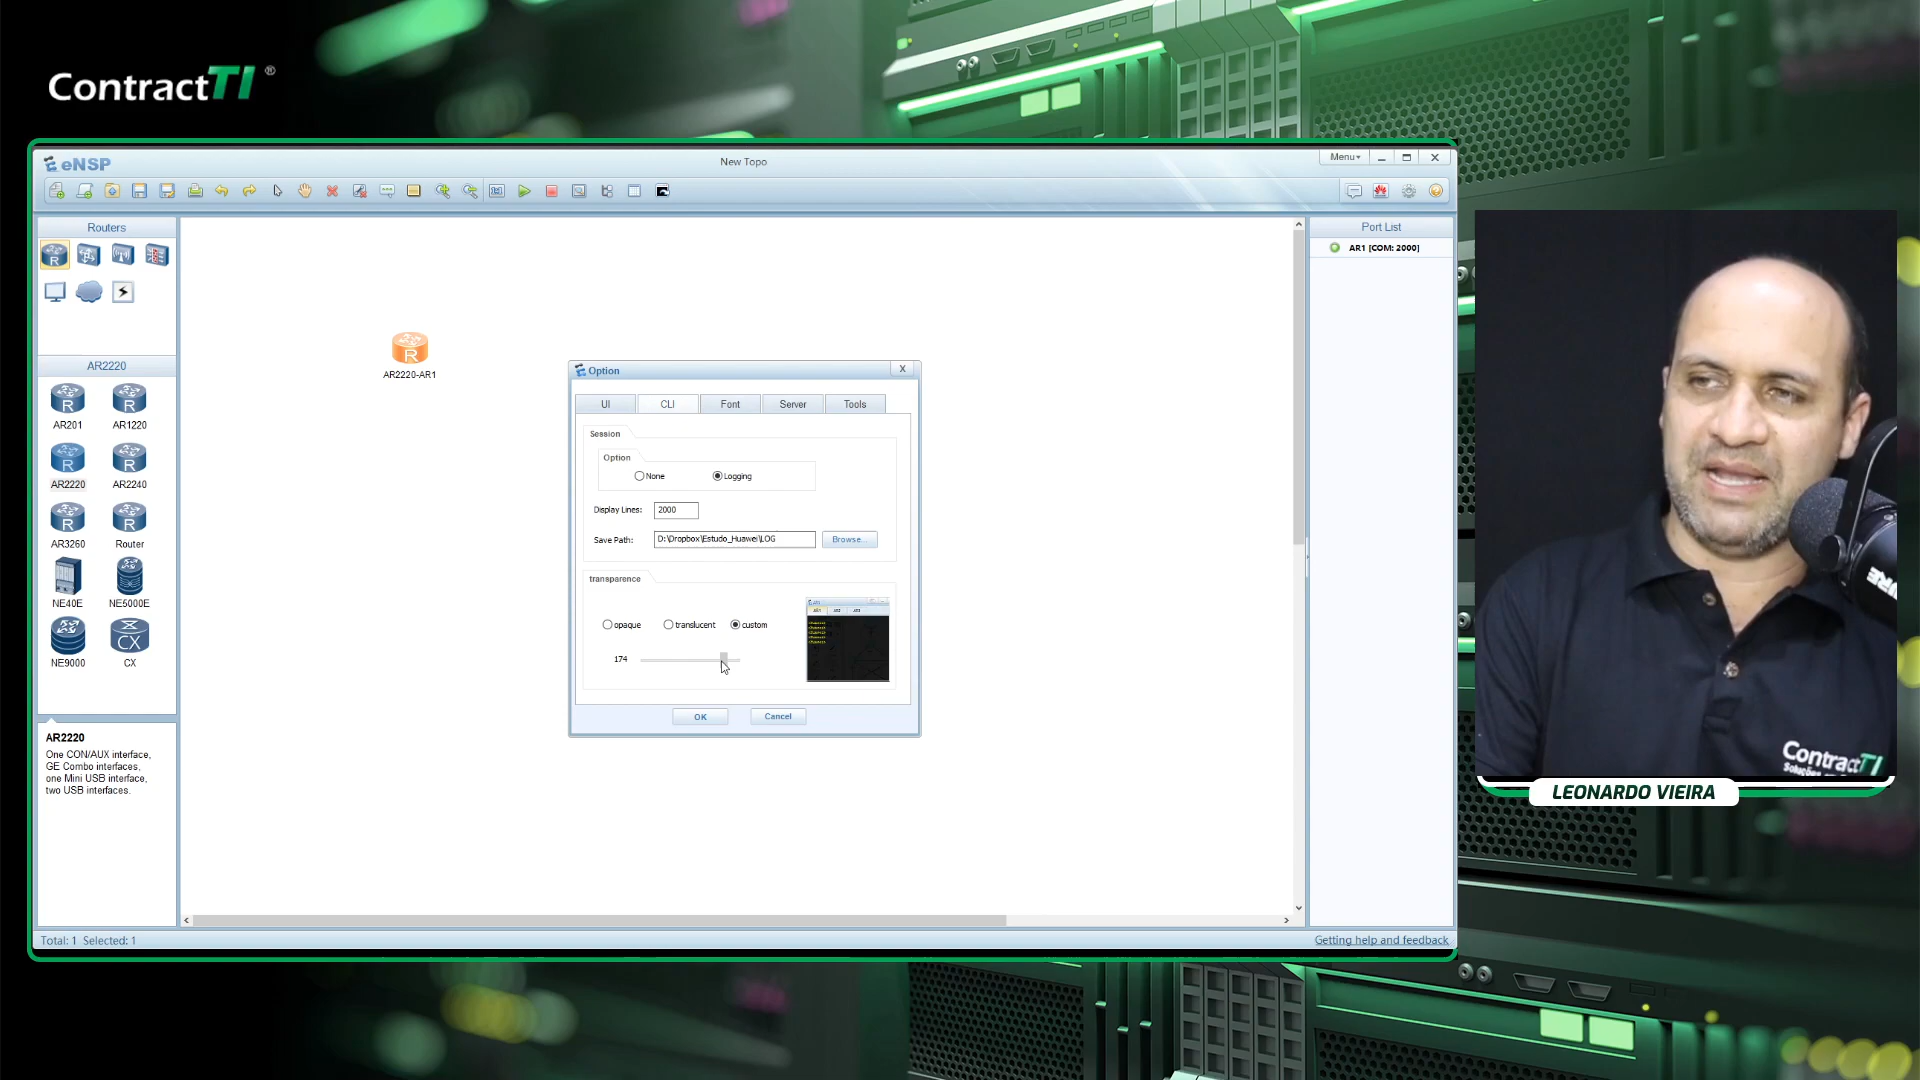 ContractTI ®
eNSP
New Topo
Menu
Routers
AR2220
AR201
AR1220
AR2220
AR2240
AR3260
Router
NE40E
NE5000E
NE9000
CX
AR2220
One CON/AUX interface,
GE Combo interfaces,
one Mini USB interface,
two USB interfaces.
AR2220-AR1
Option
X
UI
CLI
Font
Server
Tools
Session
Option
None
Logging
Display Lines:
2000
Save Path:
D:\Dropbox\Estudo_Huawei\LOG
Browse...
transparence
opaque
translucent
custom
174
OK
Cancel
Port List
AR1 [COM: 2000]
Total: 1 Selected: 1
Getting help and feedback
ContractTI
LEONARDO VIEIRA